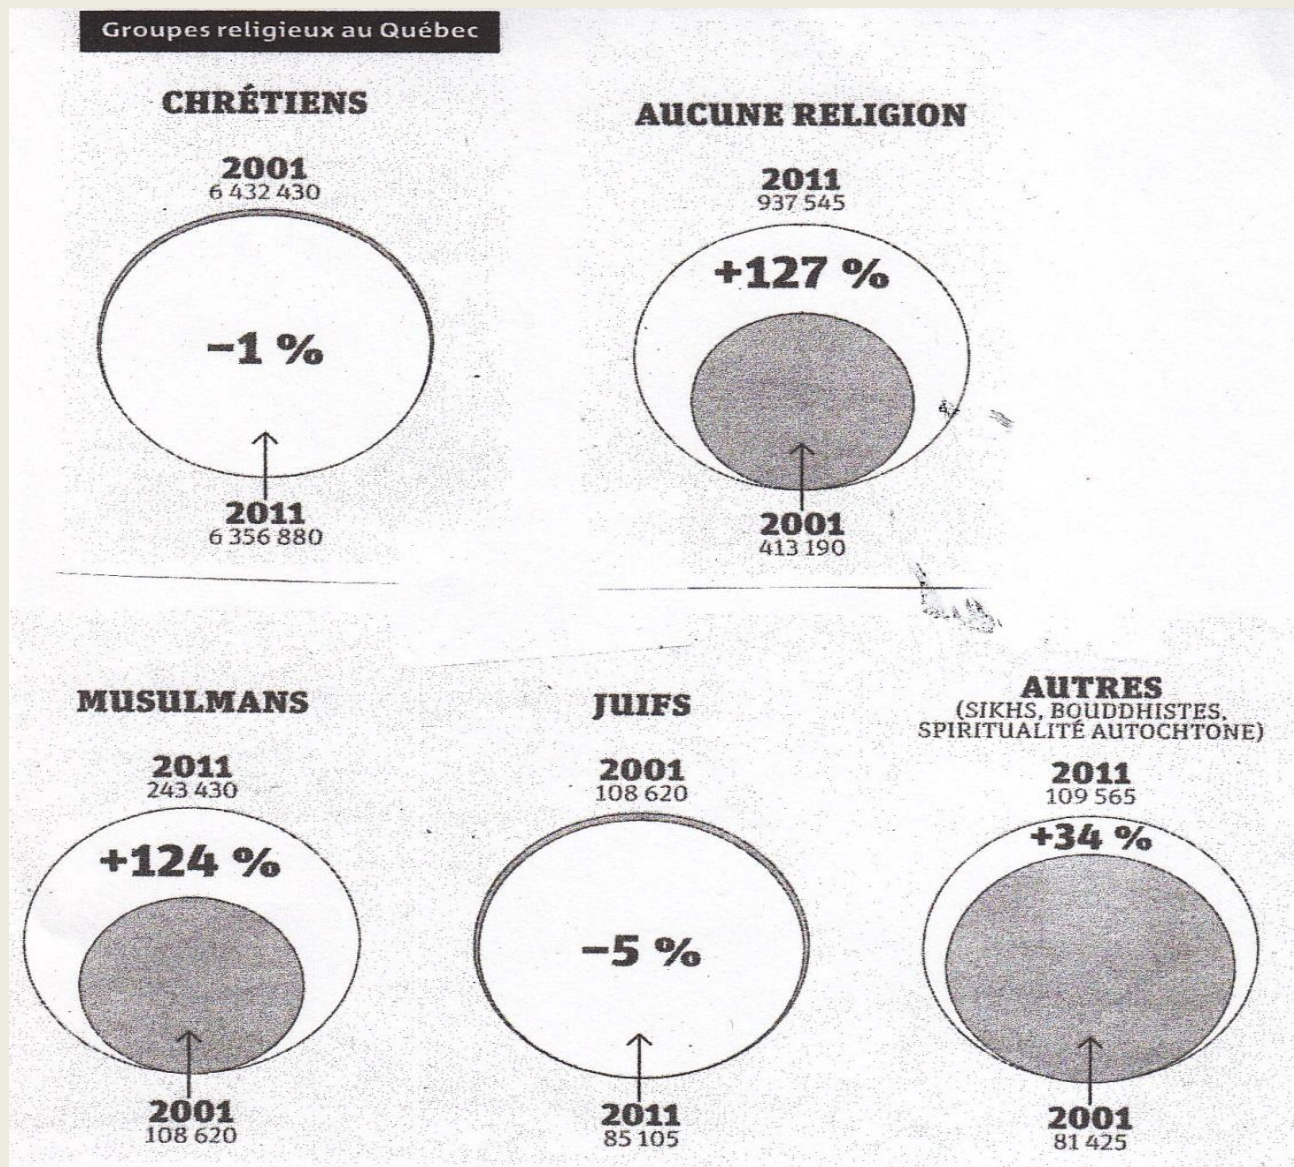 Groupes religieux au Québec
CHRÉTIENS
2001
6 432 430
–1 %
2011
6 356 880
AUCUNE RELIGION
2011
937 545
+127 %
2001
413 190
MUSULMANS
2011
243 430
+124 %
2001
108 620
JUIFS
2001
108 620
–5 %
2011
85 105
AUTRES
(SIKHS, BOUDDHISTES,
SPIRITUALITÉ AUTOCHTONE)
2011
109 565
+34 %
2001
81 425